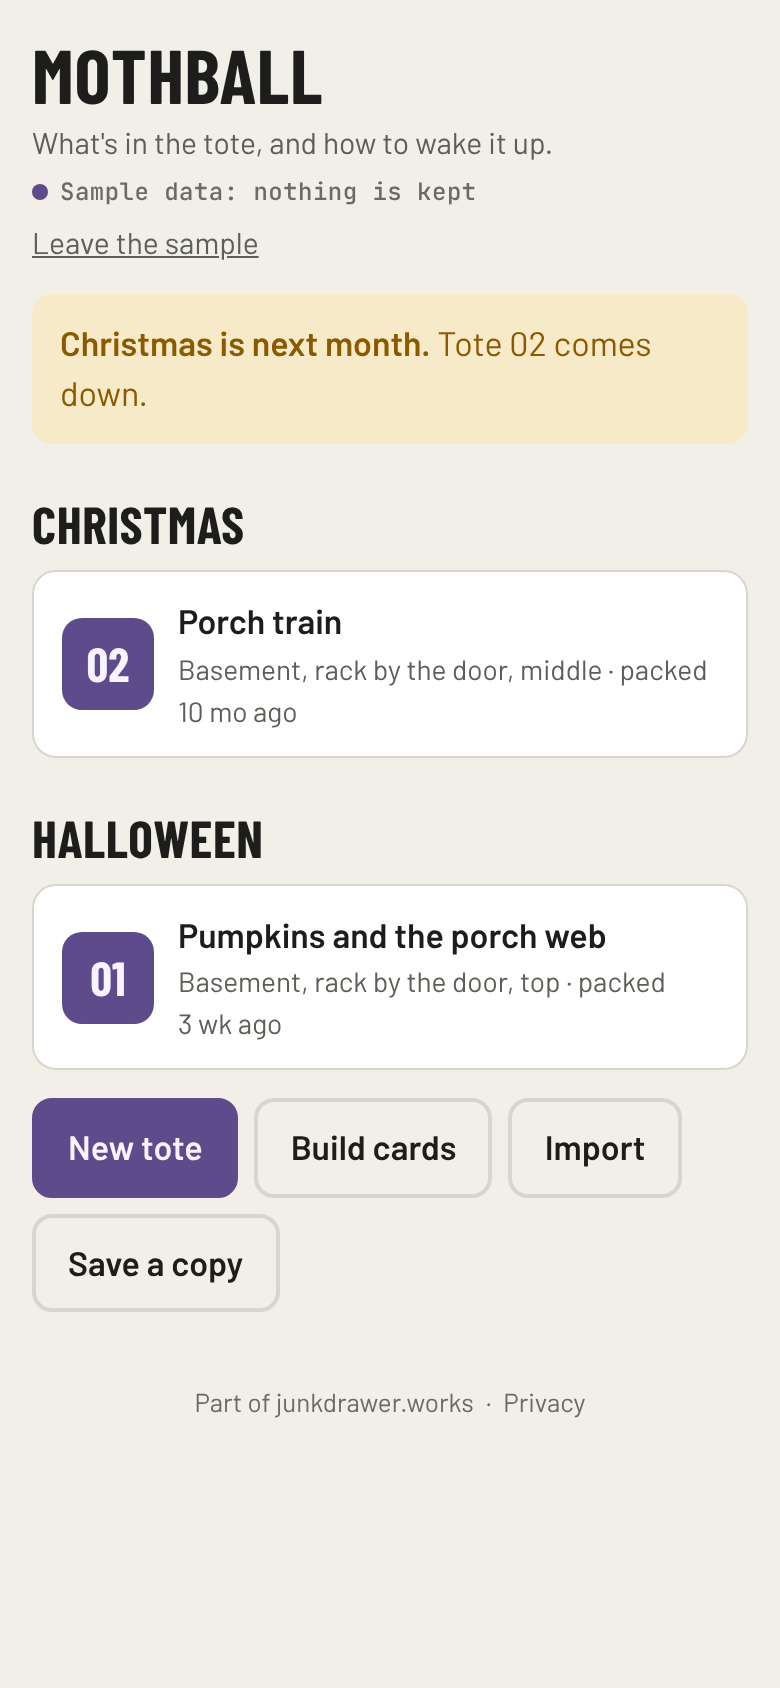 MOTHBALL
What's in the tote, and how to wake it up.
Sample data: nothing is kept
Leave the sample
Christmas is next month. Tote 02 comes
down.
CHRISTMAS
02
Porch train
Basement, rack by the door, middle · packed
10 mo ago
HALLOWEEN
01
Pumpkins and the porch web
Basement, rack by the door, top · packed
3 wk ago
New tote
Build cards
Import
Save a copy
Part of junkdrawer.works · Privacy